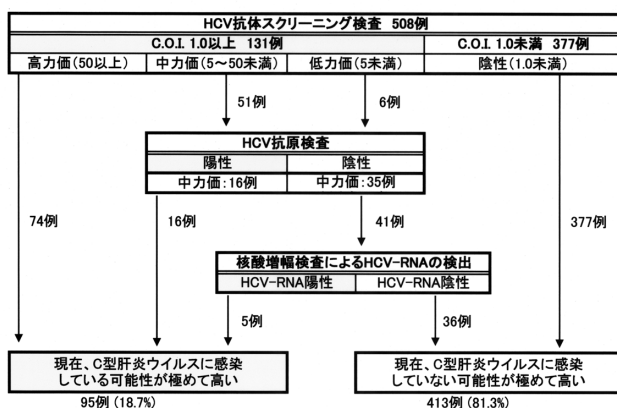 HCV抗体スクリーニング検査 508例
C.O.I. 1.0以上 131例
C.O.I. 1.0未満 377例
高力価(50以上)
中力価(5～50未満)
低力価(5未満)
陰性(1.0未満)
51例
6例
HCV抗原検査
陽性
陰性
中力価:16例
中力価:35例
74例
16例
41例
377例
核酸増幅検査によるHCV-RNAの検出
HCV-RNA陽性
HCV-RNA陰性
5例
36例
現在、C型肝炎ウイルスに感染
している可能性が極めて高い
現在、C型肝炎ウイルスに感染
していない可能性が極めて高い
95例 (18.7%)
413例 (81.3%)